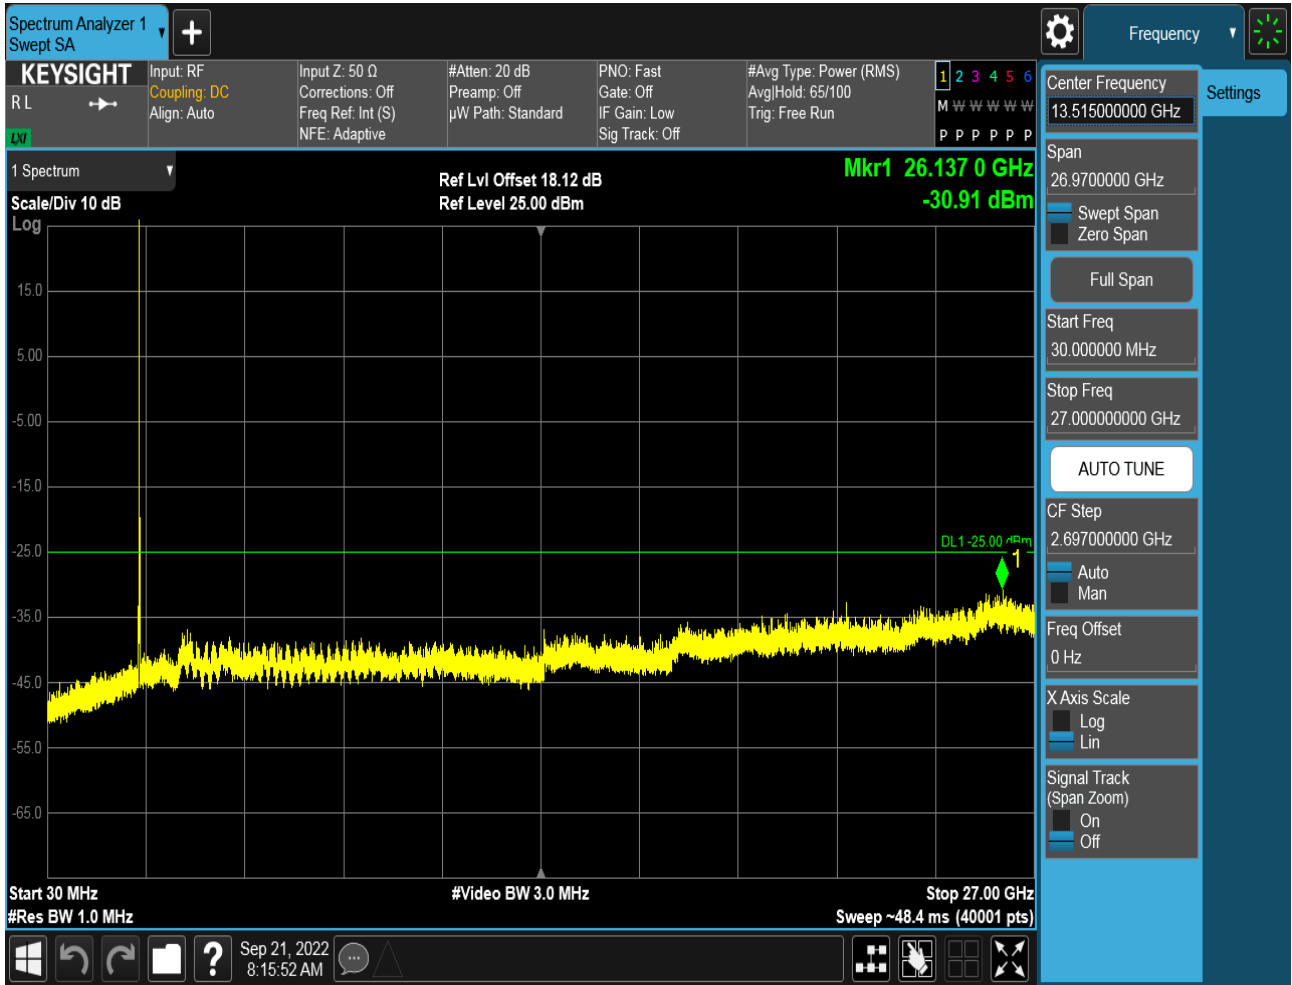 Spectrum Analyzer 1
Swept SA
Frequency
KEYSIGHT
R L
LXI
Input: RF
Coupling: DC
Align: Auto
Input Z: 50 Ω
Corrections: Off
Freq Ref: Int (S)
NFE: Adaptive
#Atten: 20 dB
Preamp: Off
µW Path: Standard
PNO: Fast
Gate: Off
IF Gain: Low
Sig Track: Off
#Avg Type: Power (RMS)
Avg|Hold: 65/100
Trig: Free Run
1 2 3 4 5 6
M W W W W W
P P P P P P
1 Spectrum
Scale/Div 10 dB
Log
Ref Lvl Offset 18.12 dB
Ref Level 25.00 dBm
Mkr1 26.137 0 GHz
-30.91 dBm
15.0
5.00
-5.00
-15.0
-25.0
-35.0
-45.0
-55.0
-65.0
DL1 -25.00 dBm
1
Start 30 MHz
#Res BW 1.0 MHz
#Video BW 3.0 MHz
Stop 27.00 GHz
Sweep ~48.4 ms (40001 pts)
Center Frequency
13.515000000 GHz
Settings
Span
26.9700000 GHz
Swept Span
Zero Span
Full Span
Start Freq
30.000000 MHz
Stop Freq
27.000000000 GHz
AUTO TUNE
CF Step
2.697000000 GHz
Auto
Man
Freq Offset
0 Hz
X Axis Scale
Log
Lin
Signal Track
(Span Zoom)
On
Off
?
Sep 21, 2022
8:15:52 AM